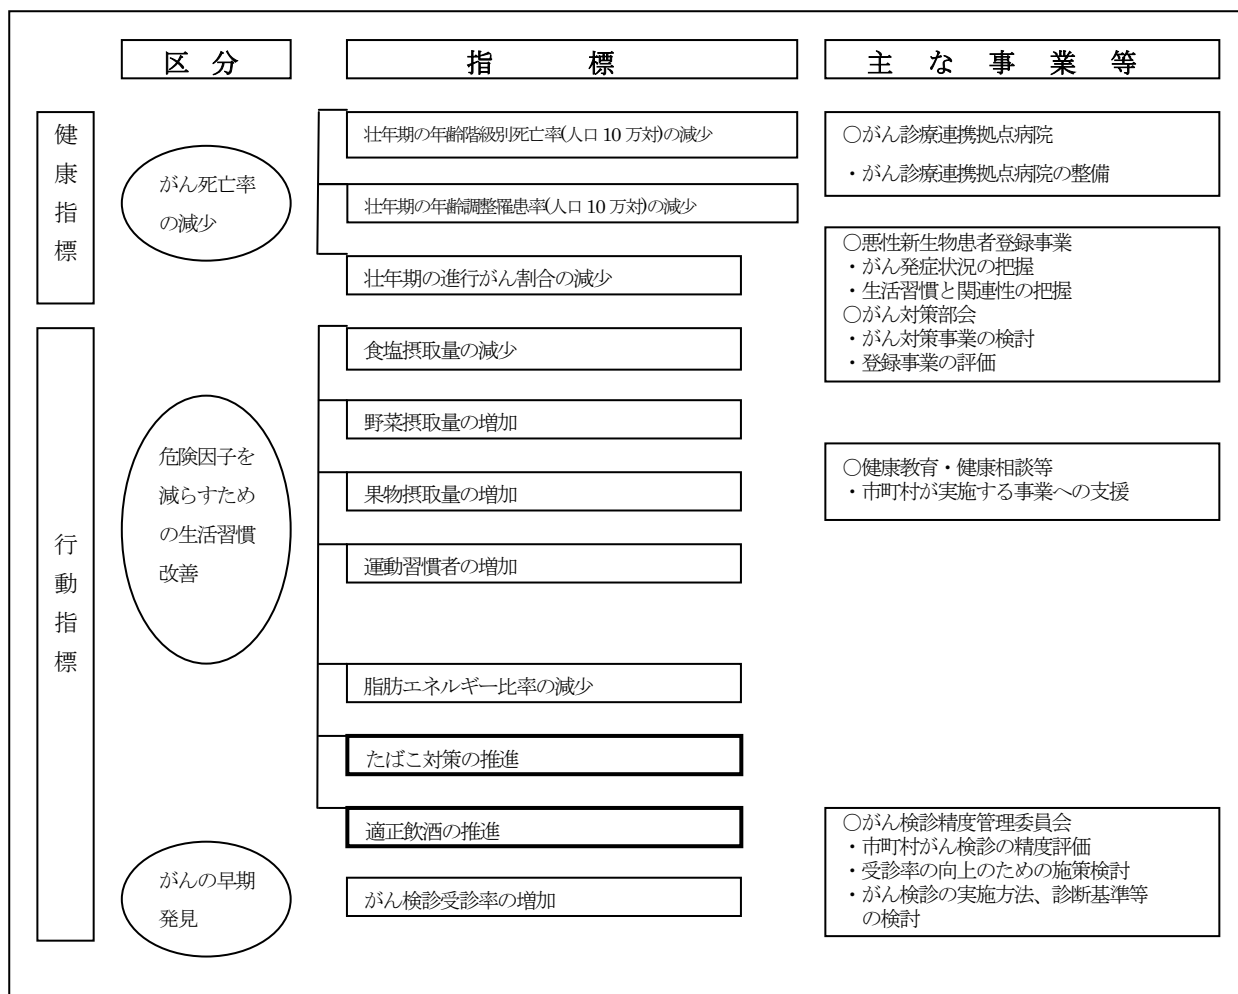 区 分
指 標
主 な 事 業 等
健康指標
がん死亡率
の減少
壮年期の年齢階級別死亡率(人口 10 万対)の減少
壮年期の年齢調整罹患率(人口 10 万対)の減少
壮年期の進行がん割合の減少
○がん診療連携拠点病院
・がん診療連携拠点病院の整備
○悪性新生物患者登録事業
・がん発症状況の把握
・生活習慣と関連性の把握
○がん対策部会
・がん対策事業の検討
・登録事業の評価
行動指標
危険因子を
減らすため
の生活習慣
改善
食塩摂取量の減少
野菜摂取量の増加
果物摂取量の増加
運動習慣者の増加
脂肪エネルギー比率の減少
たばこ対策の推進
適正飲酒の推進
○健康教育・健康相談等
・市町村が実施する事業への支援
がんの早期
発見
がん検診受診率の増加
○がん検診精度管理委員会
・市町村がん検診の精度評価
・受診率の向上のための施策検討
・がん検診の実施方法、診断基準等
の検討